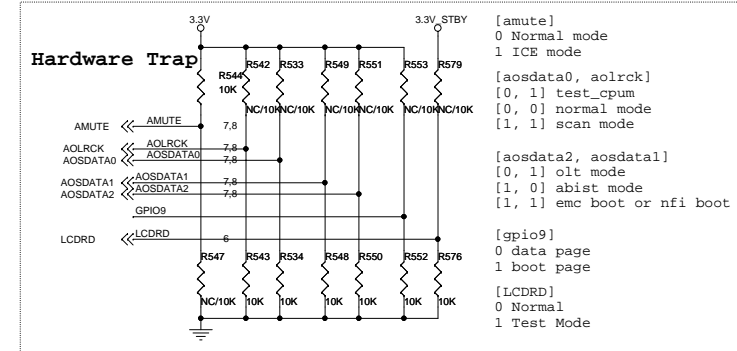 3.3V
3.3V_STBY
Hardware Trap
R544
10K
R542
R533
R549
R551
R553
R579
NC/10K
NC/10K
NC/10K
NC/10K
NC/10K
NC/10K
AMUTE
AMUTE
7,8
AOLRCK
AOLRCK
7,8
AOSDATA0
AOSDATA0
7,8
AOSDATA1
AOSDATA1
7,8
AOSDATA2
AOSDATA2
7,8
GPIO9
LCDRD
LCDRD
6
R547
R543
R534
R548
R550
R552
R576
NC/10K
10K
10K
10K
10K
10K
10K
[amute]
0 Normal mode
1 ICE mode
[aosdata0, aolrck]
[0, 1] test_cpum
[0, 0] normal mode
[1, 1] scan mode
[aosdata2, aosdata1]
[0, 1] olt mode
[1, 0] abist mode
[1, 1] emc boot or nfi boot
[gpio9]
0 data page
1 boot page
[LCDRD]
0 Normal
1 Test Mode